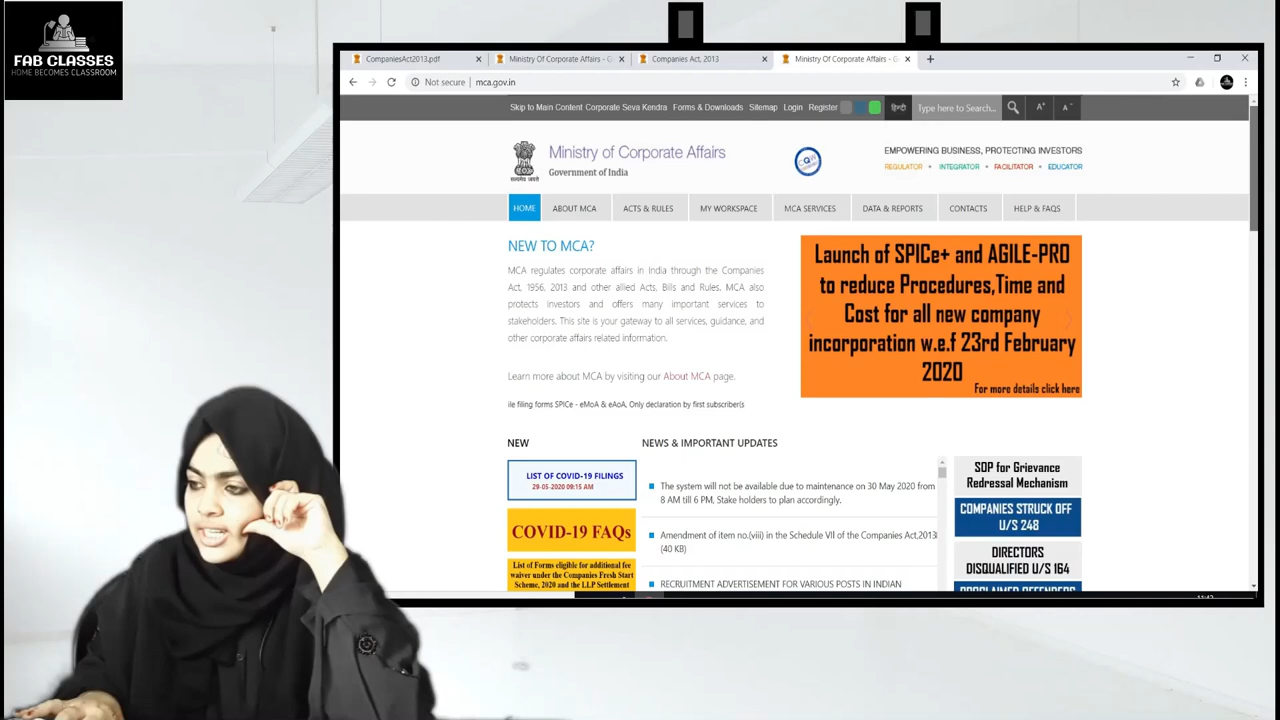 FAB CLASSES
HOME BECOMES CLASSROOM
CompaniesAct2013.pdf
Ministry Of Corporate Affairs - G
Companies Act, 2013
Ministry Of Corporate Affairs - G
Not secure
mca.gov.in
Skip to Main Content Corporate Seva Kendra Forms & Downloads Sitemap Login Register
हिन्दी
Type here to Search...
A+
A-
Ministry of Corporate Affairs
Government of India
सत्यमेव जयते
EMPOWERING BUSINESS, PROTECTING INVESTORS
REGULATOR • INTEGRATOR • FACILITATOR • EDUCATOR
HOME
ABOUT MCA
ACTS & RULES
MY WORKSPACE
MCA SERVICES
DATA & REPORTS
CONTACTS
HELP & FAQS
NEW TO MCA?
MCA regulates corporate affairs in India through the Companies
Act, 1956, 2013 and other allied Acts. Bills and Rules. MCA also
protects investors and offers many important services to
stakeholders. This site is your gateway to all services, guidance, and
other corporate affairs related information.
Learn more about MCA by visiting our About MCA page.
ile filing forms SPICe - eMoA & eAoA, Only declaration by first subscriber(s
Launch of SPICe+ and AGILE-PRO
to reduce Procedures,Time and
Cost for all new company
incorporation w.e.f 23rd February
2020
For more details click here
NEW
LIST OF COVID-19 FILINGS
29-05-2020 09:15 AM
COVID-19 FAQs
List of Forms eligible for additional fee
waiver under the Companies Fresh Start
Scheme, 2020 and the LLP Settlement
NEWS & IMPORTANT UPDATES
The system will not be available due to maintenance on 30 May 2020 from
8 AM till 6 PM, Stake holders to plan accordingly.
Amendment of item no.(viii) in the Schedule VII of the Companies Act,2013
(40 KB)
RECRUITMENT ADVERTISEMENT FOR VARIOUS POSTS IN INDIAN
SOP for Grievance
Redressal Mechanism
COMPANIES STRUCK OFF
U/S 248
DIRECTORS
DISQUALIFIED U/S 164
PROCLAIMED OFFENDERS